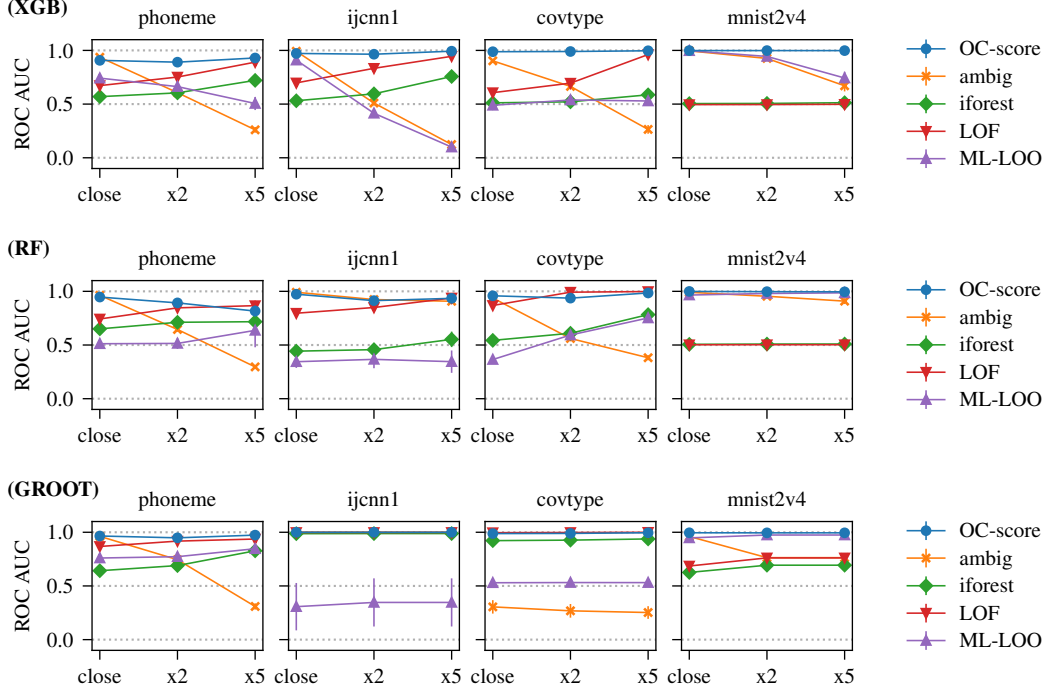 (XGB)
phoneme ijcnn1 covtype mnist2v4
ROC AUC
1.0
0.5
0.0
close x2 x5 close x2 x5 close x2 x5 close x2 x5
OC-score
ambig
iforest
LOF
ML-LOO
(RF)
phoneme ijcnn1 covtype mnist2v4
ROC AUC
1.0
0.5
0.0
close x2 x5 close x2 x5 close x2 x5 close x2 x5
OC-score
ambig
iforest
LOF
ML-LOO
(GROOT)
phoneme ijcnn1 covtype mnist2v4
ROC AUC
1.0
0.5
0.0
close x2 x5 close x2 x5 close x2 x5 close x2 x5
OC-score
ambig
iforest
LOF
ML-LOO